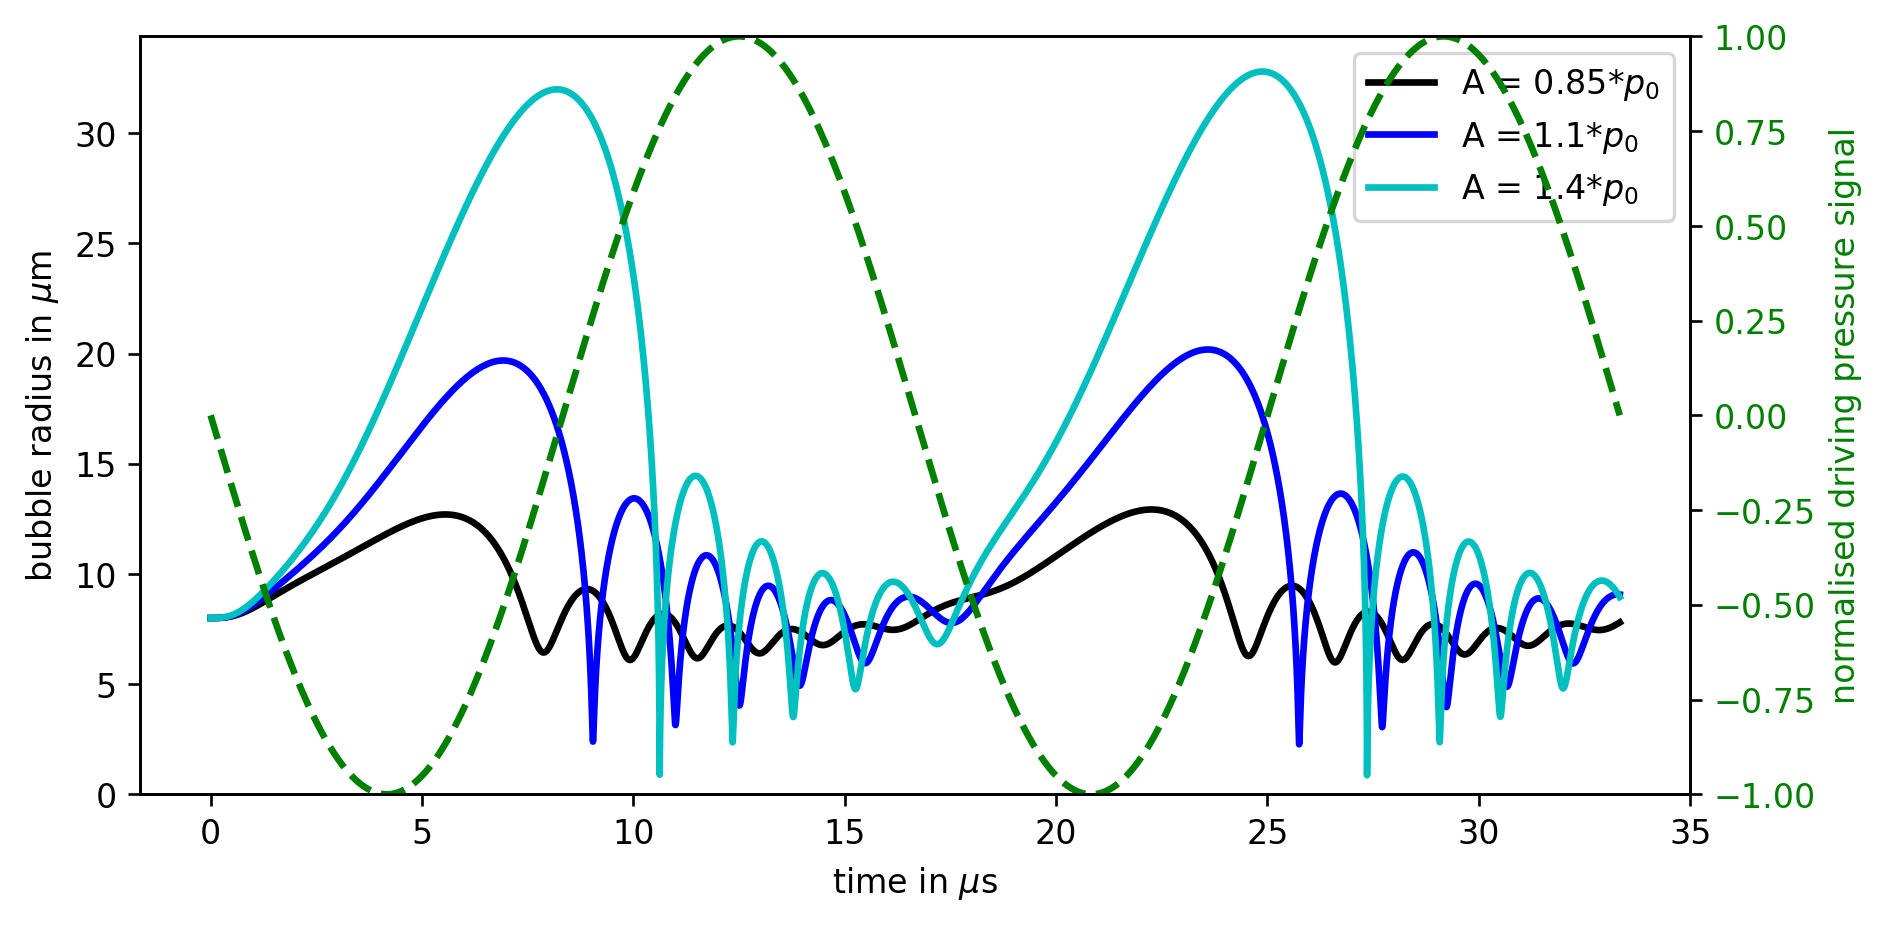 A = 0.85*p₀
A = 1.1*p₀
A = 1.4*p₀
bubble radius in μm
30
25
20
15
10
5
0
0 5 10 15 20 25 30 35
time in μs
1.00
0.75
0.50
0.25
0.00
−0.25
−0.50
−0.75
−1.00
normalised driving pressure signal